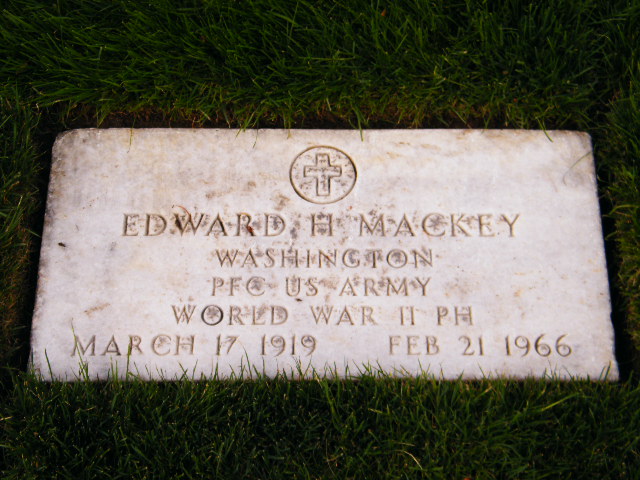 EDWARD H MACKEY
WASHINGTON
PFC US ARMY
WORLD WAR II PH
MARCH 17 1919 FEB 21 1966